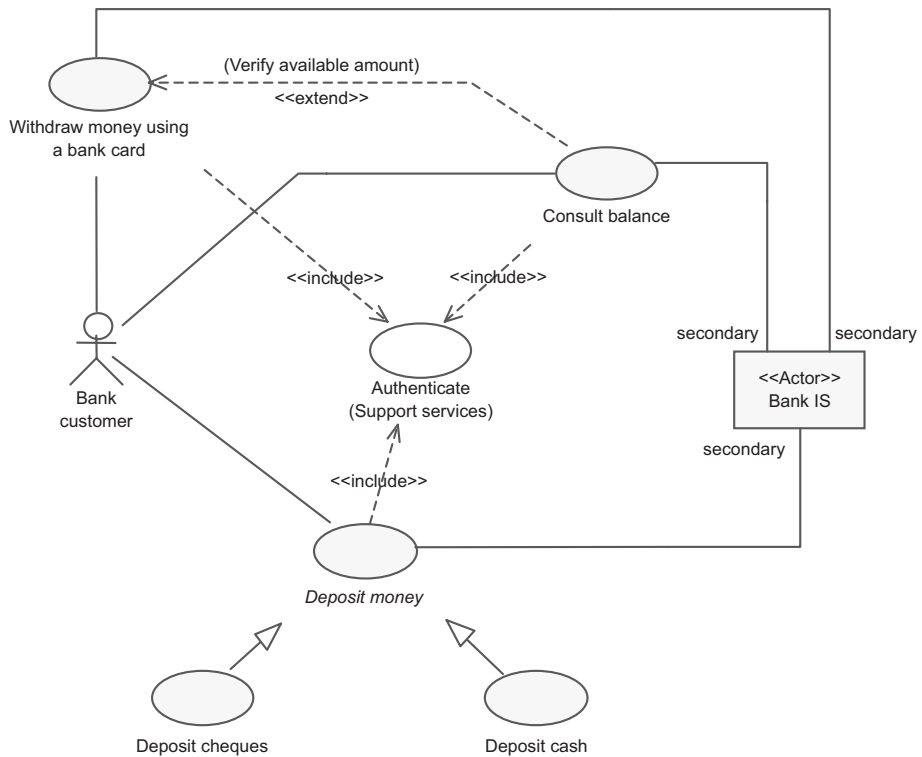 (Verify available amount)
<<extend>>
Withdraw money using
a bank card
Consult balance
<<include>>
<<include>>
secondary
secondary
<<Actor>>
Bank IS
Authenticate
(Support services)
Bank
customer
secondary
<<include>>
Deposit money
Deposit cheques
Deposit cash